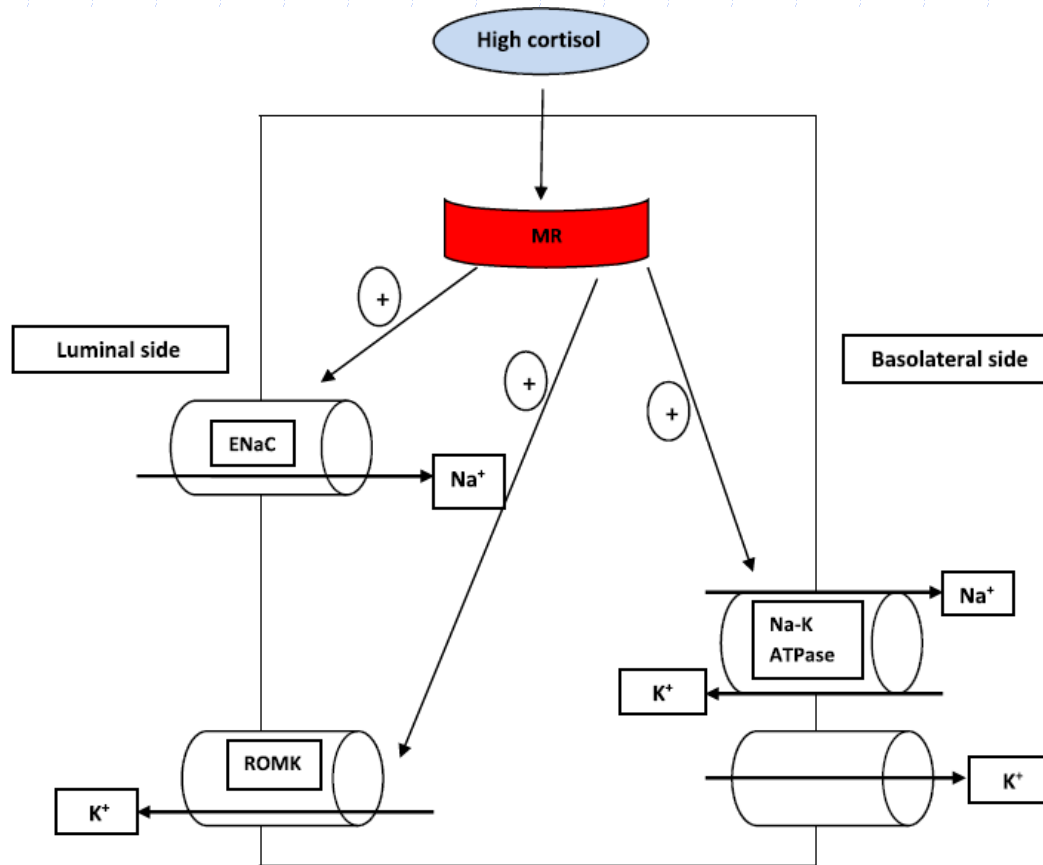 High cortisol
MR
+
+
+
Luminal side
Basolateral side
ENaC
Na⁺
Na⁺
Na-K
ATPase
K⁺
ROMK
K⁺
K⁺